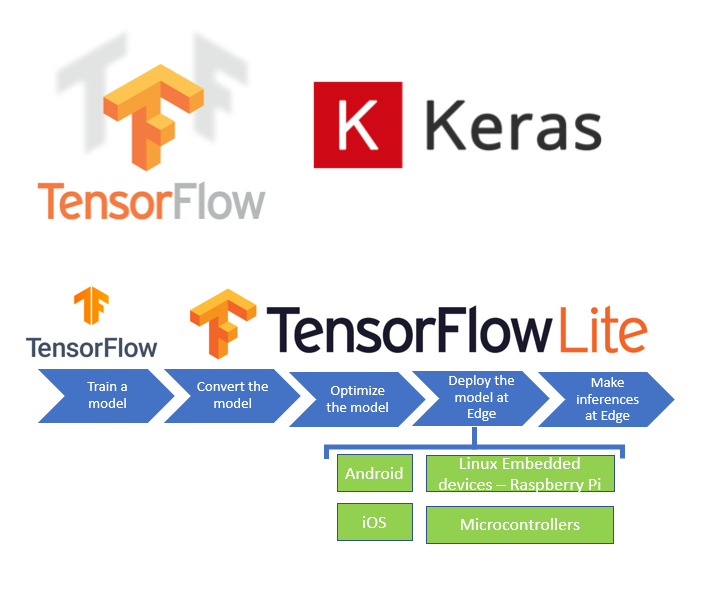 TensorFlow
K Keras
TensorFlow
TensorFlow Lite
Train a
model
Convert the
model
Optimize
the model
Deploy the
model at
Edge
Make
inferences
at Edge
Android
Linux Embedded
devices – Raspberry Pi
iOS
Microcontrollers